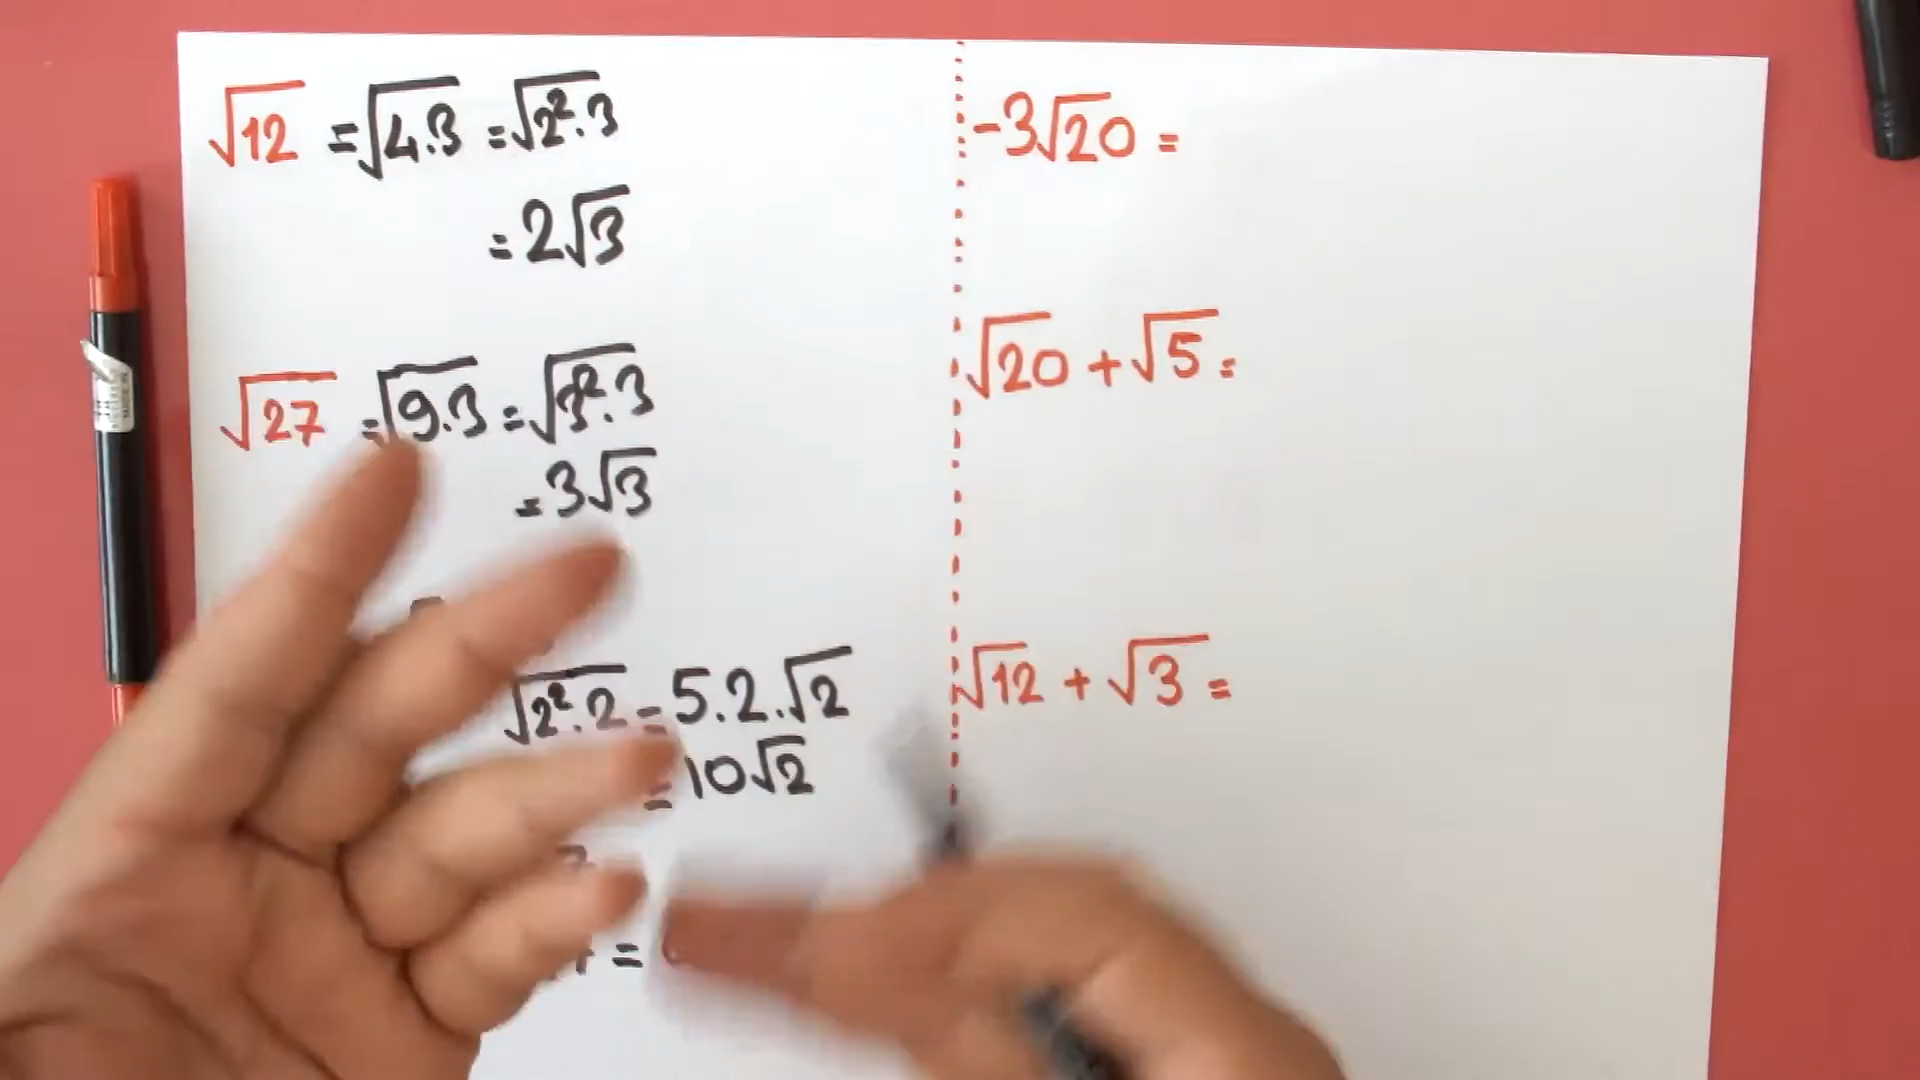 √12 = √4.3 = √2².3
= 2√3
√27 = √9.3 = √3².3
= 3√3
√2².2 = 5.2.√2
= 10√2
=
-3√20 =
√20 + √5 =
√12 + √3 =